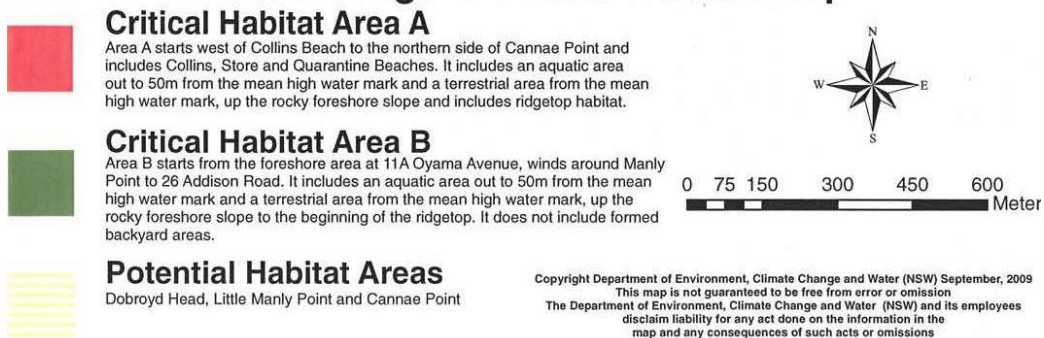 Critical Habitat Area A
Area A starts west of Collins Beach to the northern side of Cannae Point and
includes Collins, Store and Quarantine Beaches. It includes an aquatic area
out to 50m from the mean high water mark and a terrestrial area from the mean
high water mark, up the rocky foreshore slope and includes ridgetop habitat.
Critical Habitat Area B
Area B starts from the foreshore area at 11A Oyama Avenue, winds around Manly
Point to 26 Addison Road. It includes an aquatic area out to 50m from the mean
high water mark and a terrestrial area from the mean high water mark, up the
rocky foreshore slope to the beginning of the ridgetop. It does not include formed
backyard areas.
Potential Habitat Areas
Dobroyd Head, Little Manly Point and Cannae Point
N
W E
S
0 75 150 300 450 600
Meter
Copyright Department of Environment, Climate Change and Water (NSW) September, 2009
This map is not guaranteed to be free from error or omission
The Department of Environment, Climate Change and Water (NSW) and its employees
disclaim liability for any act done on the information in the
map and any consequences of such acts or omissions